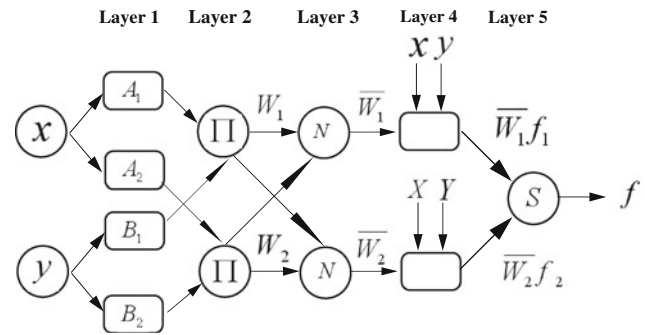 Layer 1 Layer 2 Layer 3 Layer 4 Layer 5
x y
A₁ W₁ W̅₁
x Π N W̅₁f₁
A₂
X Y S f
B₁
W₂ W̅₂
y Π N W̅₂f₂
B₂